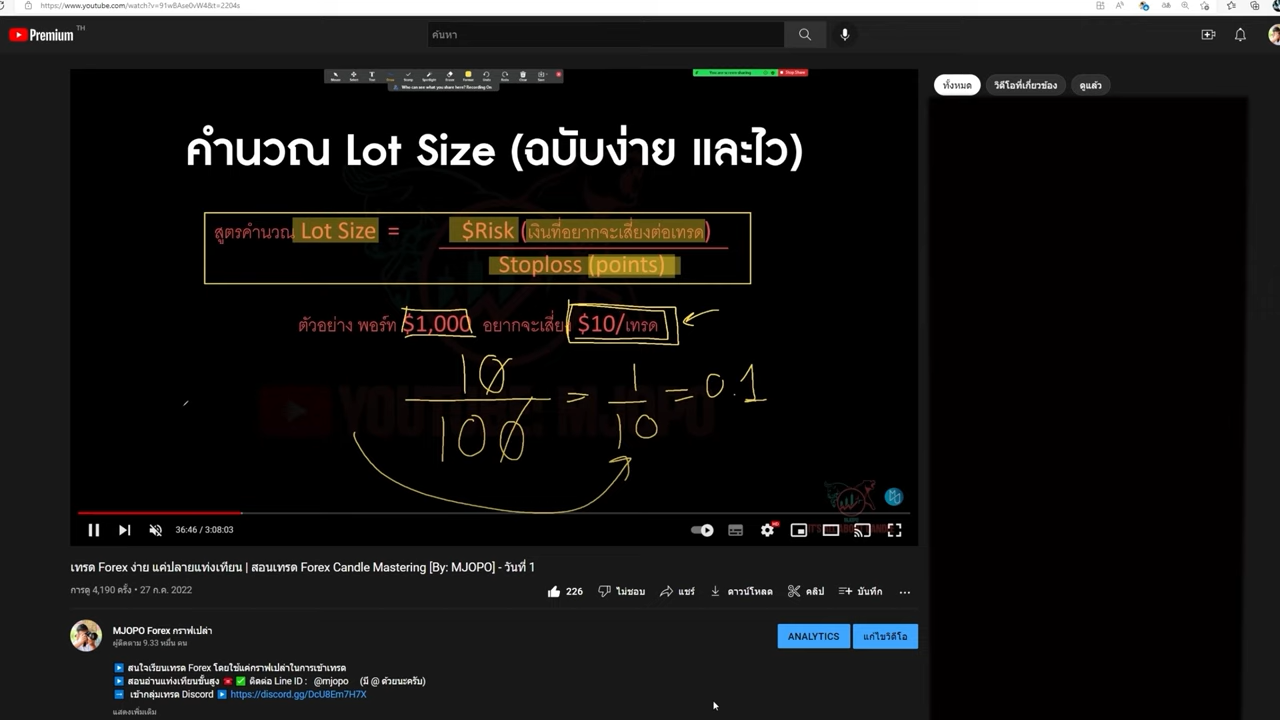 https://www.youtube.com/watch?v=91wBAse0vW4&t=2204s
Premium TH
ค้นหา
ทั้งหมด วิดีโอที่เกี่ยวข้อง ดูแล้ว
Who can see what you share here? Recording On
You are screen sharing Stop Share
คำนวณ Lot Size (ฉบับง่าย และไว)
สูตรคำนวณ Lot Size = $Risk (เงินที่อยากจะเสี่ยงต่อเทรด)
Stoploss (points)
ตัวอย่าง พอร์ท $1,000 อยากจะเสี่ยง $10/เทรด
10 1
= = 0.1
100 10
YOUTUBE: MJOPO
36:46 / 3:08:03
เทรด Forex ง่าย แค่ปลายแท่งเทียน | สอนเทรด Forex Candle Mastering [By: MJOPO] - วันที่ 1
การดู 4,190 ครั้ง • 27 ก.ค. 2022
226 ไม่ชอบ แชร์ ดาวน์โหลด คลิป บันทึก
MJOPO Forex กราฟเปล่า
ผู้ติดตาม 9.33 หมื่น คน
ANALYTICS แก้ไขวิดีโอ
สนใจเรียนเทรด Forex โดยใช้แค่กราฟเปล่าในการเข้าเทรด
สอนอ่านแท่งเทียนขั้นสูง ติดต่อ Line ID : @mjopo (มี @ ด้วยนะครับ)
เข้ากลุ่มเทรด Discord https://discord.gg/DcU8Em7H7X
แสดงเพิ่มเติม